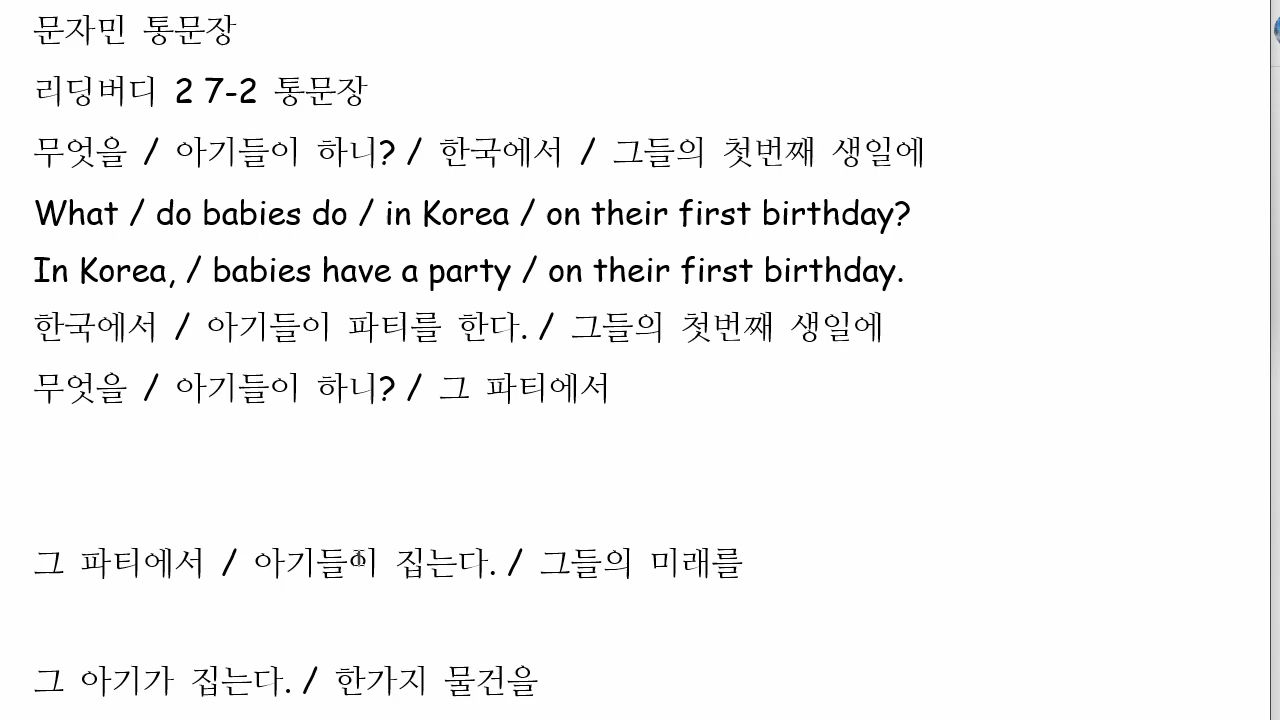 문자민 통문장
리딩버디 2 7-2 통문장
무엇을 / 아기들이 하니? / 한국에서 / 그들의 첫번째 생일에
What / do babies do / in Korea / on their first birthday?
In Korea, / babies have a party / on their first birthday.
한국에서 / 아기들이 파티를 한다. / 그들의 첫번째 생일에
무엇을 / 아기들이 하니? / 그 파티에서
그 파티에서 / 아기들이 집는다. / 그들의 미래를
그 아기가 집는다. / 한가지 물건을